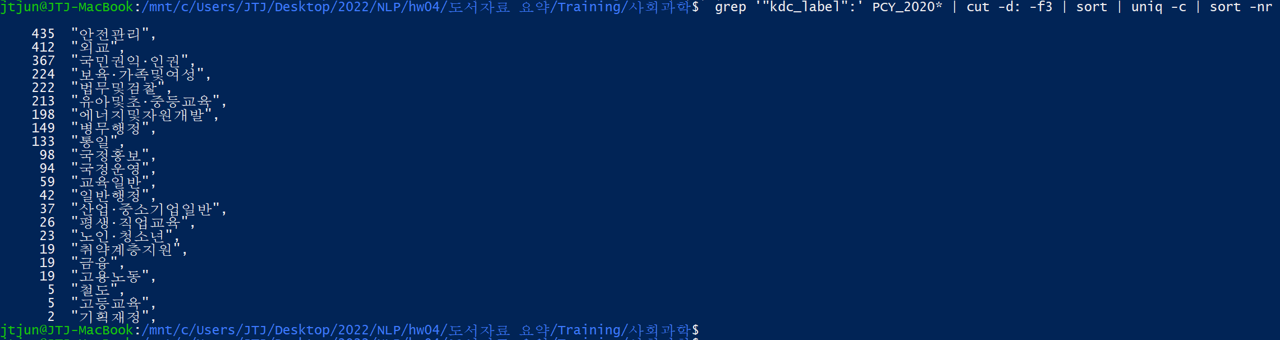 jtjun@JTJ-MacBook:/mnt/c/Users/JTJ/Desktop/2022/NLP/hw04/도서자료 요약/Training/사회과학$ grep '"kdc_label":' PCY_2020* | cut -d: -f3 | sort | uniq -c | sort -nr
435 "안전관리",
412 "외교",
367 "국민권익·인권",
224 "보육·가족및여성",
222 "법무및검찰",
213 "유아및초·중등교육",
198 "에너지및자원개발",
149 "병무행정",
133 "통일",
98 "국정홍보",
94 "국정운영",
59 "교육일반",
42 "일반행정",
37 "산업·중소기업일반",
26 "평생·직업교육",
23 "노인·청소년",
19 "취약계층지원",
19 "금융",
19 "고용노동",
5 "철도",
5 "고등교육",
2 "기획재정",
jtjun@JTJ-MacBook:/mnt/c/Users/JTJ/Desktop/2022/NLP/hw04/도서자료 요약/Training/사회과학$